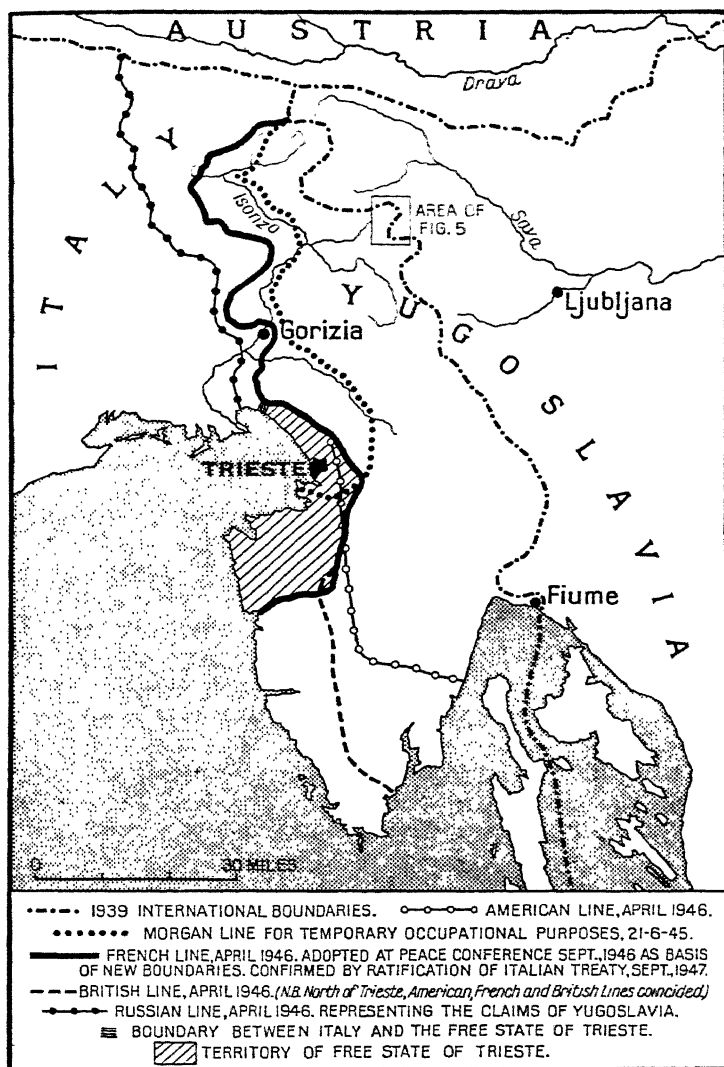 AUSTRIA
Drava
ITALY
Isonzo
AREA OF
FIG. 5
Sava
YUGOSLAVIA
Ljubljana
Gorizia
TRIESTE
Fiume
0 30 MILES
1939 INTERNATIONAL BOUNDARIES. AMERICAN LINE, APRIL 1946.
MORGAN LINE FOR TEMPORARY OCCUPATIONAL PURPOSES, 21-6-45.
FRENCH LINE, APRIL 1946. ADOPTED AT PEACE CONFERENCE SEPT., 1946 AS BASIS
OF NEW BOUNDARIES. CONFIRMED BY RATIFICATION OF ITALIAN TREATY, SEPT., 1947.
BRITISH LINE, APRIL 1946. (N.B. North of Trieste, American, French and British Lines coincided.)
RUSSIAN LINE, APRIL 1946. REPRESENTING THE CLAIMS OF YUGOSLAVIA.
BOUNDARY BETWEEN ITALY AND THE FREE STATE OF TRIESTE.
TERRITORY OF FREE STATE OF TRIESTE.